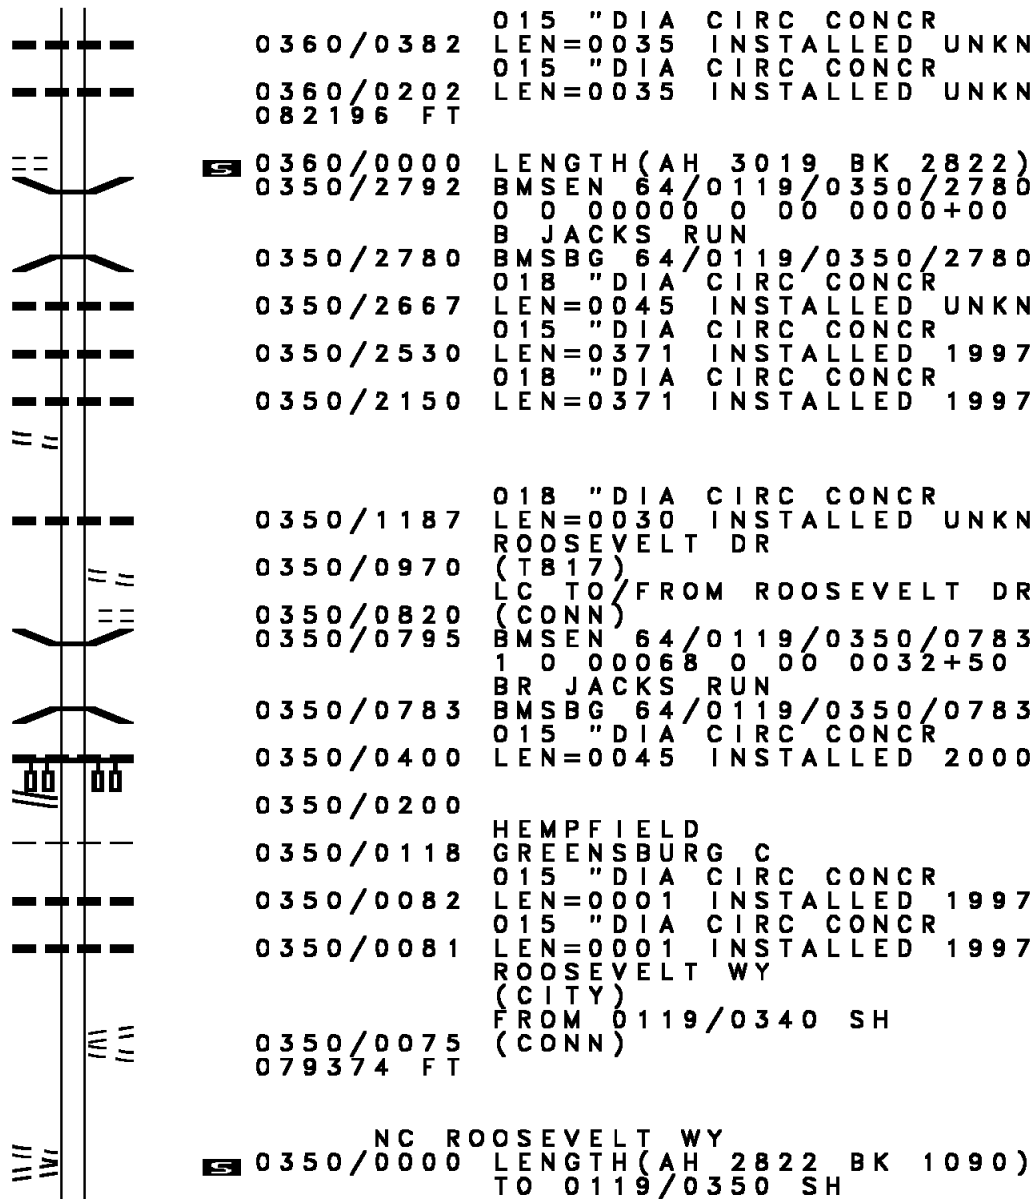 015 "DIA CIRC CONCR
0360/0382 LEN=0035 INSTALLED UNKN
015 "DIA CIRC CONCR
0360/0202 LEN=0035 INSTALLED UNKN
082196 FT
S 0360/0000 LENGTH(AH 3019 BK 2822)
0350/2792 BMSEN 64/0119/0350/2780
0 0 00000 0 00 0000+00
B JACKS RUN
0350/2780 BMSBG 64/0119/0350/2780
018 "DIA CIRC CONCR
0350/2667 LEN=0045 INSTALLED UNKN
015 "DIA CIRC CONCR
0350/2530 LEN=0371 INSTALLED 1997
018 "DIA CIRC CONCR
0350/2150 LEN=0371 INSTALLED 1997
018 "DIA CIRC CONCR
0350/1187 LEN=0030 INSTALLED UNKN
ROOSEVELT DR
0350/0970 (T817)
LC TO/FROM ROOSEVELT DR
0350/0820 (CONN)
0350/0795 BMSEN 64/0119/0350/0783
1 0 00068 0 00 0032+50
BR JACKS RUN
0350/0783 BMSBG 64/0119/0350/0783
015 "DIA CIRC CONCR
0350/0400 LEN=0045 INSTALLED 2000
0350/0200
HEMPFIELD
0350/0118 GREENSBURG C
015 "DIA CIRC CONCR
0350/0082 LEN=0001 INSTALLED 1997
015 "DIA CIRC CONCR
0350/0081 LEN=0001 INSTALLED 1997
ROOSEVELT WY
(CITY)
FROM 0119/0340 SH
0350/0075 (CONN)
079374 FT
NC ROOSEVELT WY
S 0350/0000 LENGTH(AH 2822 BK 1090)
TO 0119/0350 SH